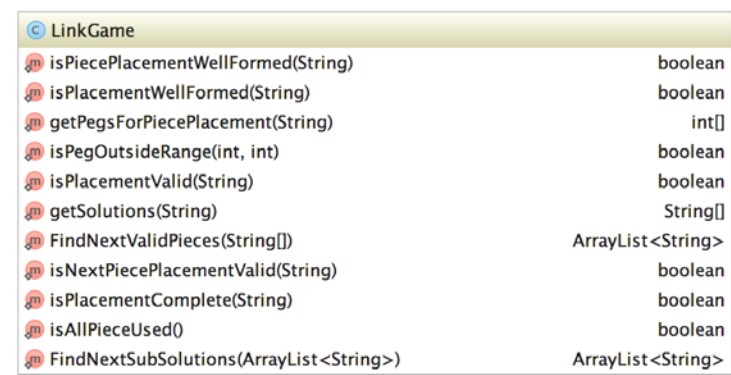 C LinkGame
m isPiecePlacementWellFormed(String) boolean
m isPlacementWellFormed(String) boolean
m getPegsForPiecePlacement(String) int[]
m isPegOutsideRange(int, int) boolean
m isPlacementValid(String) boolean
m getSolutions(String) String[]
m FindNextValidPieces(String[]) ArrayList<String>
m isNextPiecePlacementValid(String) boolean
m isPlacementComplete(String) boolean
m isAllPieceUsed() boolean
m FindNextSubSolutions(ArrayList<String>) ArrayList<String>